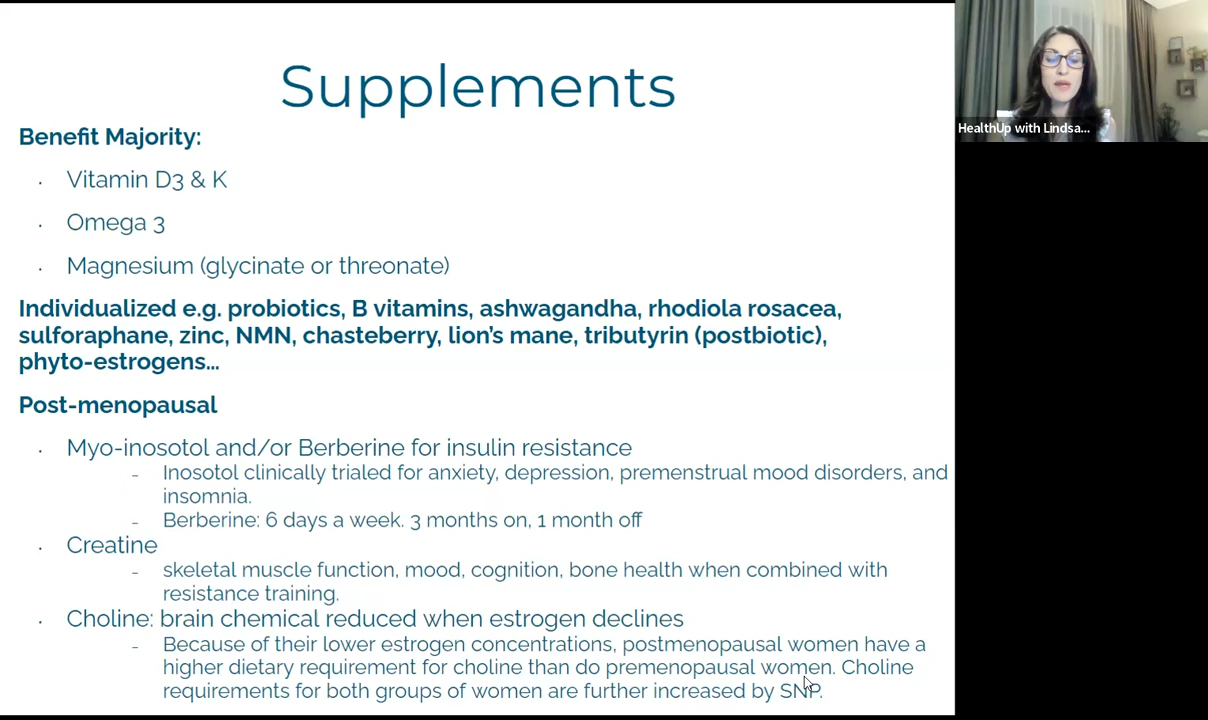 Supplements
Benefit Majority:
· Vitamin D3 & K
· Omega 3
· Magnesium (glycinate or threonate)
Individualized e.g. probiotics, B vitamins, ashwagandha, rhodiola rosacea,
sulforaphane, zinc, NMN, chasteberry, lion's mane, tributyrin (postbiotic),
phyto-estrogens...
Post-menopausal
· Myo-inosotol and/or Berberine for insulin resistance
- Inosotol clinically trialed for anxiety, depression, premenstrual mood disorders, and
insomnia.
- Berberine: 6 days a week. 3 months on, 1 month off
· Creatine
- skeletal muscle function, mood, cognition, bone health when combined with
resistance training.
· Choline: brain chemical reduced when estrogen declines
- Because of their lower estrogen concentrations, postmenopausal women have a
higher dietary requirement for choline than do premenopausal women. Choline
requirements for both groups of women are further increased by SNP.
HealthUp with Lindsa...